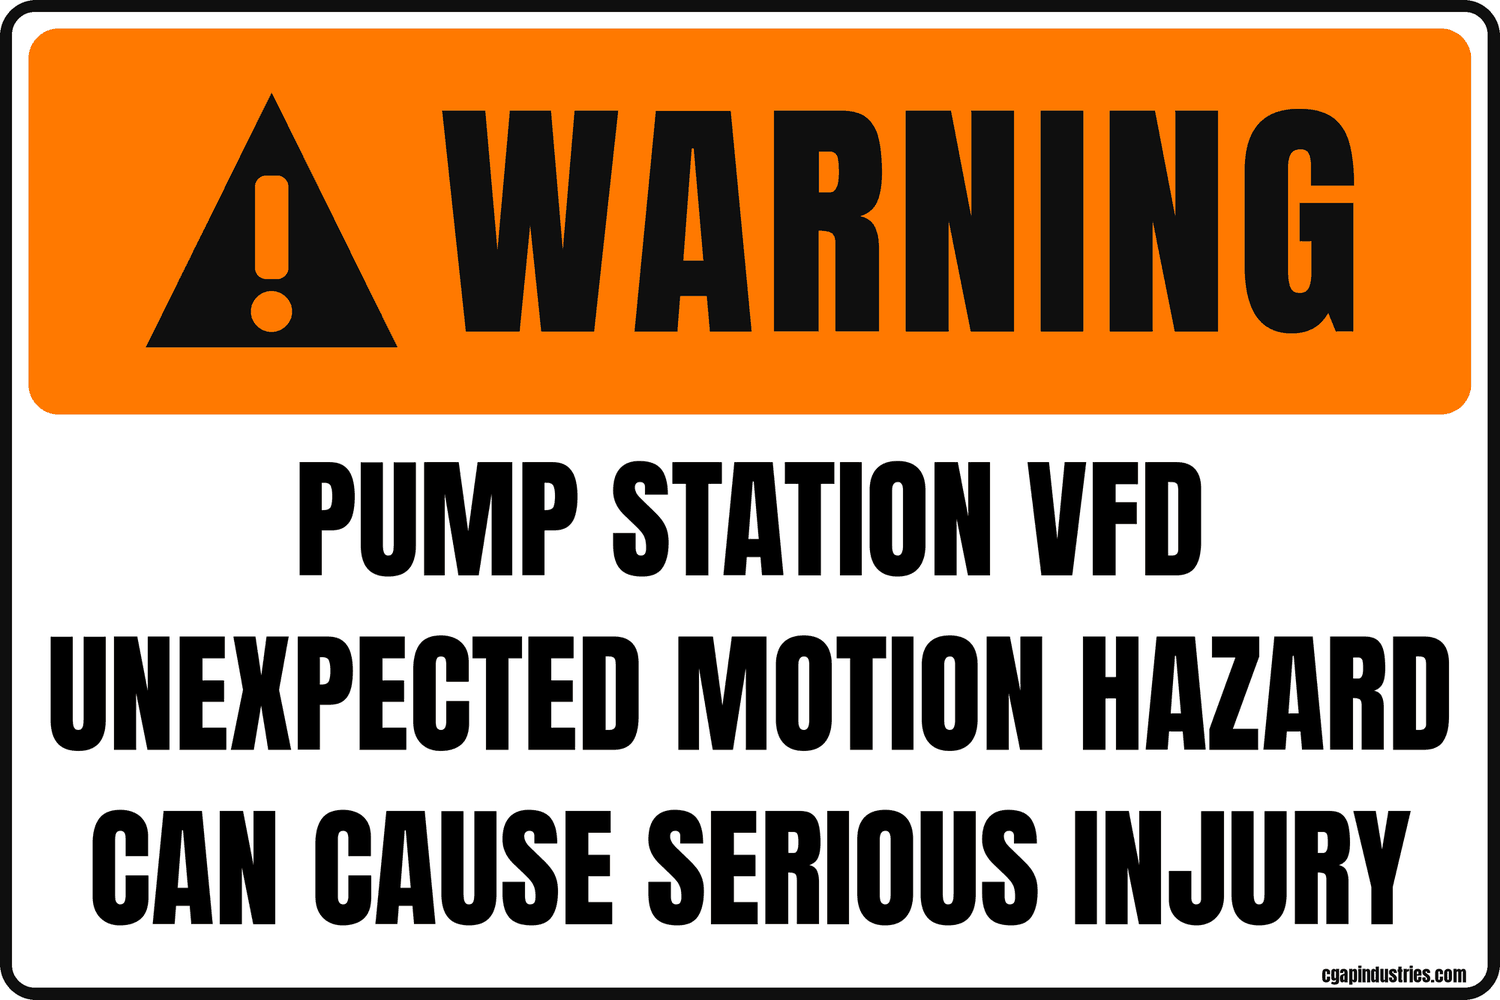 WARNING
PUMP STATION VFD
UNEXPECTED MOTION HAZARD
CAN CAUSE SERIOUS INJURY
cgapindustries.com